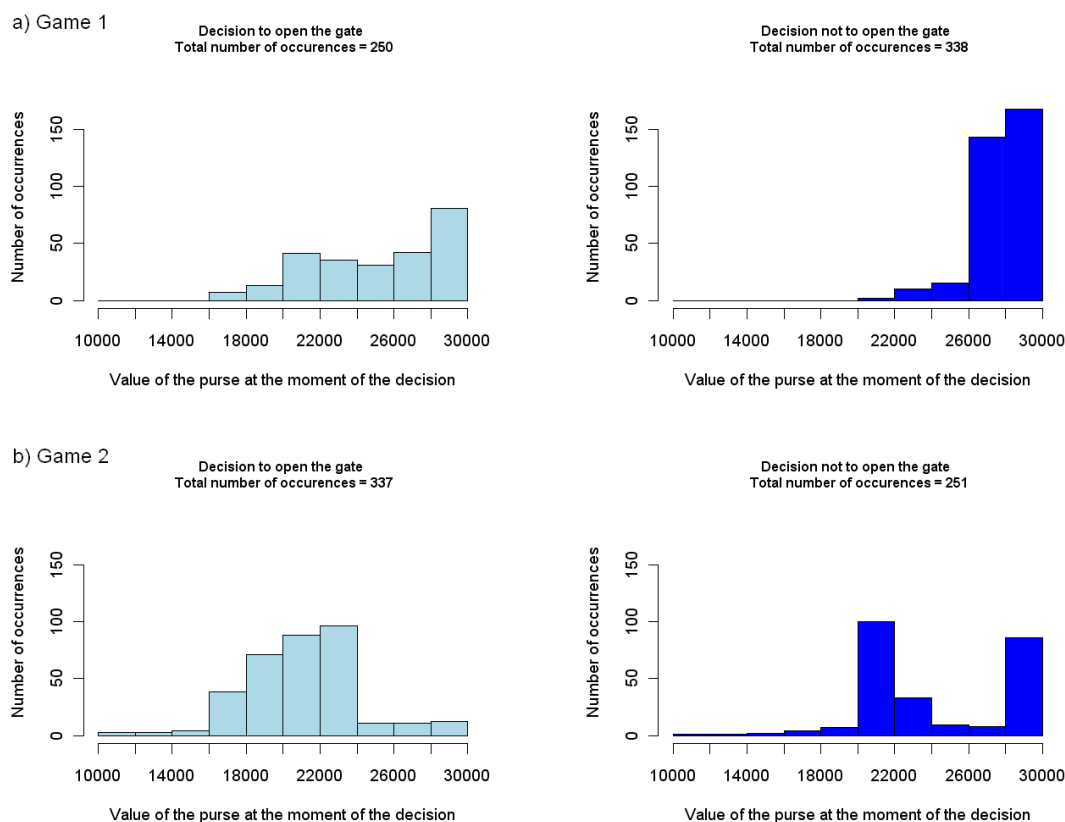 a) Game 1
Decision to open the gate
Total number of occurences = 250
Number of occurrences
150
100
50
0
10000 14000 18000 22000 26000 30000
Value of the purse at the moment of the decision
Decision not to open the gate
Total number of occurences = 338
Number of occurrences
150
100
50
0
10000 14000 18000 22000 26000 30000
Value of the purse at the moment of the decision
b) Game 2
Decision to open the gate
Total number of occurences = 337
Number of occurrences
150
100
50
0
10000 14000 18000 22000 26000 30000
Value of the purse at the moment of the decision
Decision not to open the gate
Total number of occurences = 251
Number of occurrences
150
100
50
0
10000 14000 18000 22000 26000 30000
Value of the purse at the moment of the decision